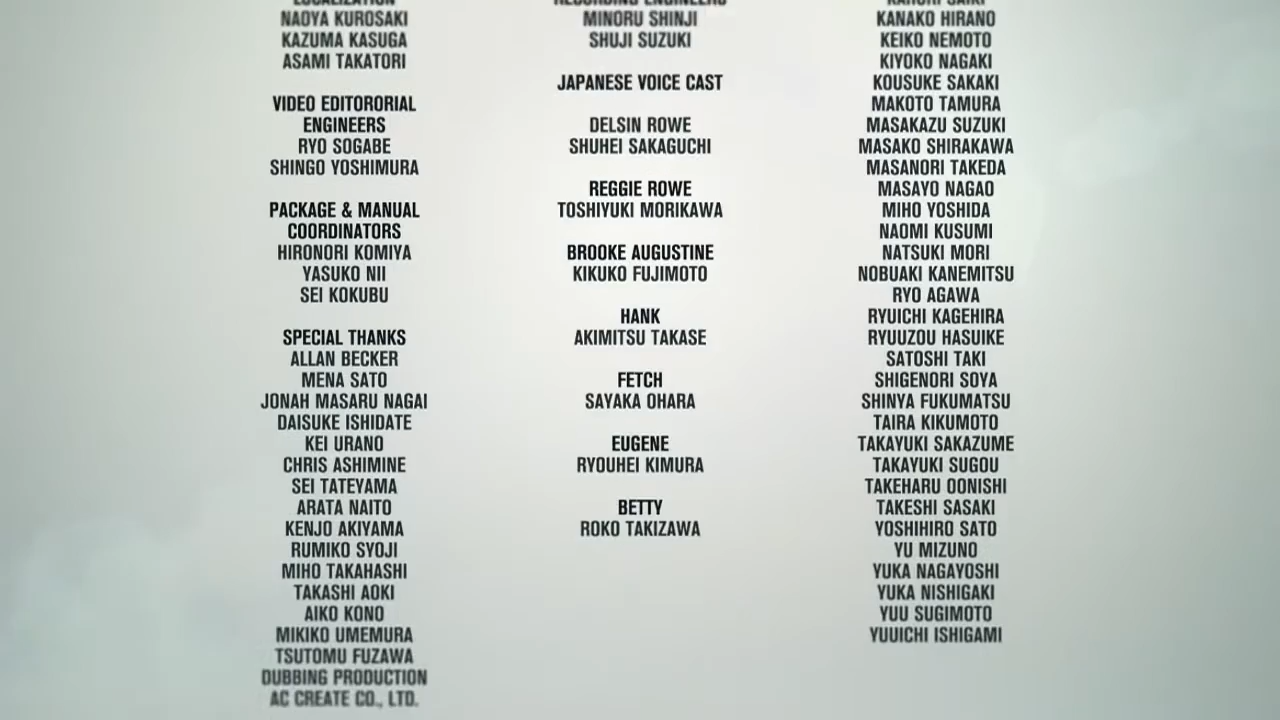 LOCALIZATION
NAOYA KUROSAKI
KAZUMA KASUGA
ASAMI TAKATORI
VIDEO EDITORORIAL
ENGINEERS
RYO SOGABE
SHINGO YOSHIMURA
PACKAGE & MANUAL
COORDINATORS
HIRONORI KOMIYA
YASUKO NII
SEI KOKUBU
SPECIAL THANKS
ALLAN BECKER
MENA SATO
JONAH MASARU NAGAI
DAISUKE ISHIDATE
KEI URANO
CHRIS ASHIMINE
SEI TATEYAMA
ARATA NAITO
KENJO AKIYAMA
RUMIKO SYOJI
MIHO TAKAHASHI
TAKASHI AOKI
AIKO KONO
MIKIKO UMEMURA
TSUTOMU FUZAWA
DUBBING PRODUCTION
AC CREATE CO., LTD.
RECORDING ENGINEERS
MINORU SHINJI
SHUJI SUZUKI
JAPANESE VOICE CAST
DELSIN ROWE
SHUHEI SAKAGUCHI
REGGIE ROWE
TOSHIYUKI MORIKAWA
BROOKE AUGUSTINE
KIKUKO FUJIMOTO
HANK
AKIMITSU TAKASE
FETCH
SAYAKA OHARA
EUGENE
RYOUHEI KIMURA
BETTY
ROKO TAKIZAWA
KANAKO HIRANO
KEIKO NEMOTO
KIYOKO NAGAKI
KOUSUKE SAKAKI
MAKOTO TAMURA
MASAKAZU SUZUKI
MASAKO SHIRAKAWA
MASANORI TAKEDA
MASAYO NAGAO
MIHO YOSHIDA
NAOMI KUSUMI
NATSUKI MORI
NOBUAKI KANEMITSU
RYO AGAWA
RYUICHI KAGEHIRA
RYUUZOU HASUIKE
SATOSHI TAKI
SHIGENORI SOYA
SHINYA FUKUMATSU
TAIRA KIKUMOTO
TAKAYUKI SAKAZUME
TAKAYUKI SUGOU
TAKEHARU OONISHI
TAKESHI SASAKI
YOSHIHIRO SATO
YU MIZUNO
YUKA NAGAYOSHI
YUKA NISHIGAKI
YUU SUGIMOTO
YUUICHI ISHIGAMI